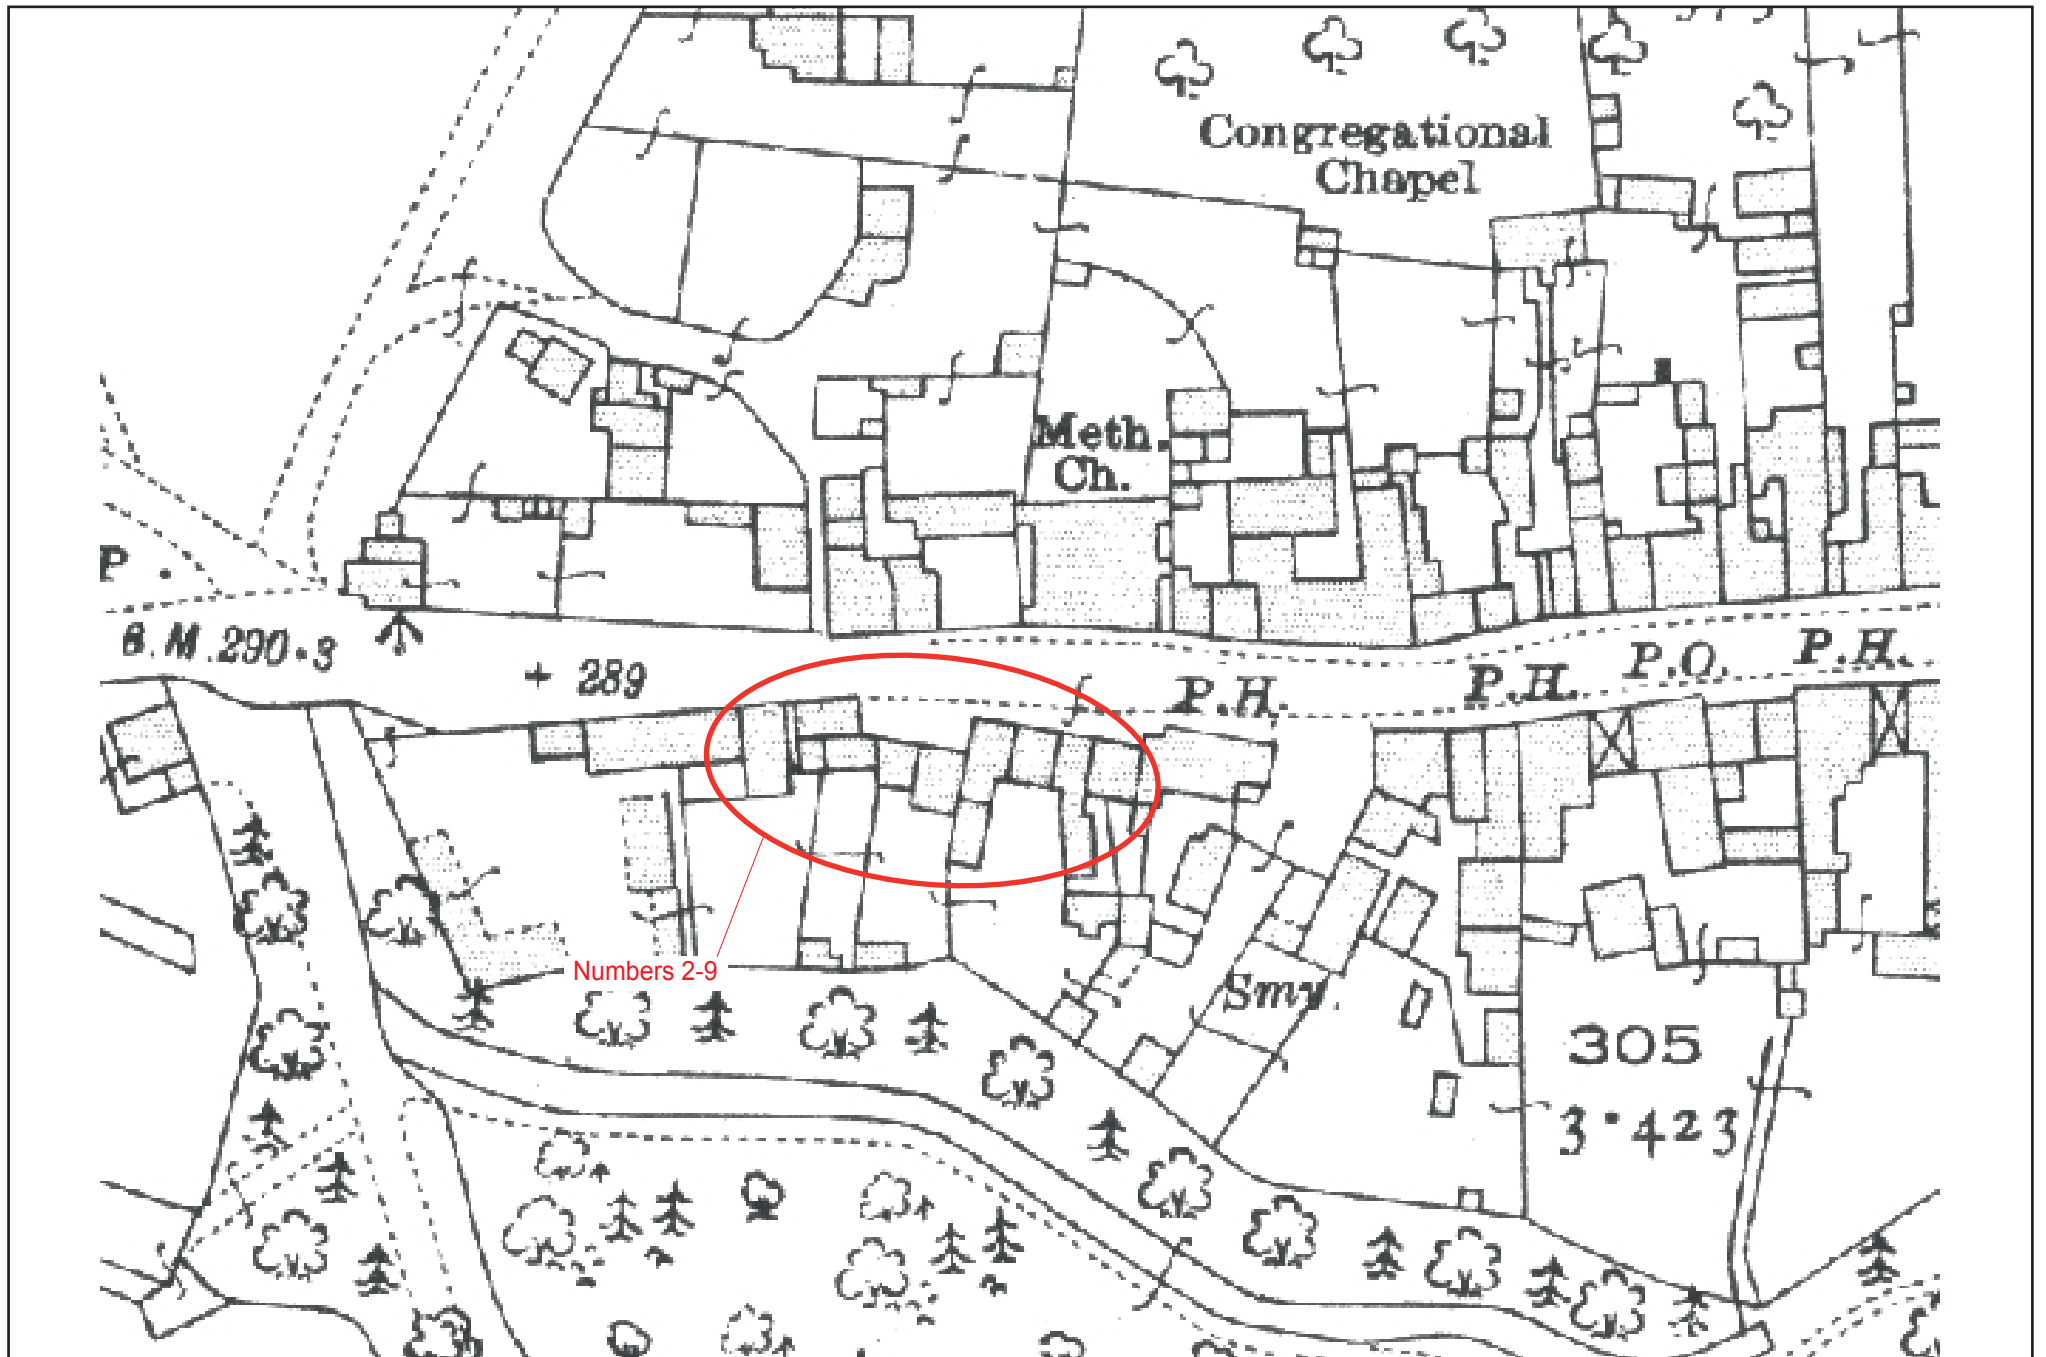 Congregational
Chapel
Meth.
Ch.
P.
B.M.290.3
+ 289
P.H.
P.H.
P.O.
P.H.
Numbers 2-9
Smy.
305
3.423